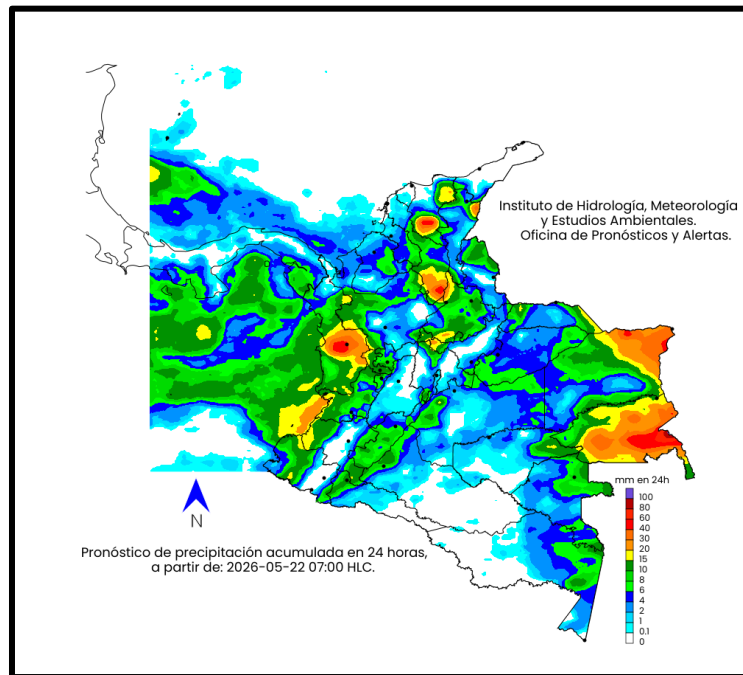 Instituto de Hidrología, Meteorología
y Estudios Ambientales.
Oficina de Pronósticos y Alertas.
mm en 24h
100
80
60
40
30
20
15
10
8
6
4
2
1
0.1
0
N
Pronóstico de precipitación acumulada en 24 horas,
a partir de: 2026-05-22 07:00 HLC.